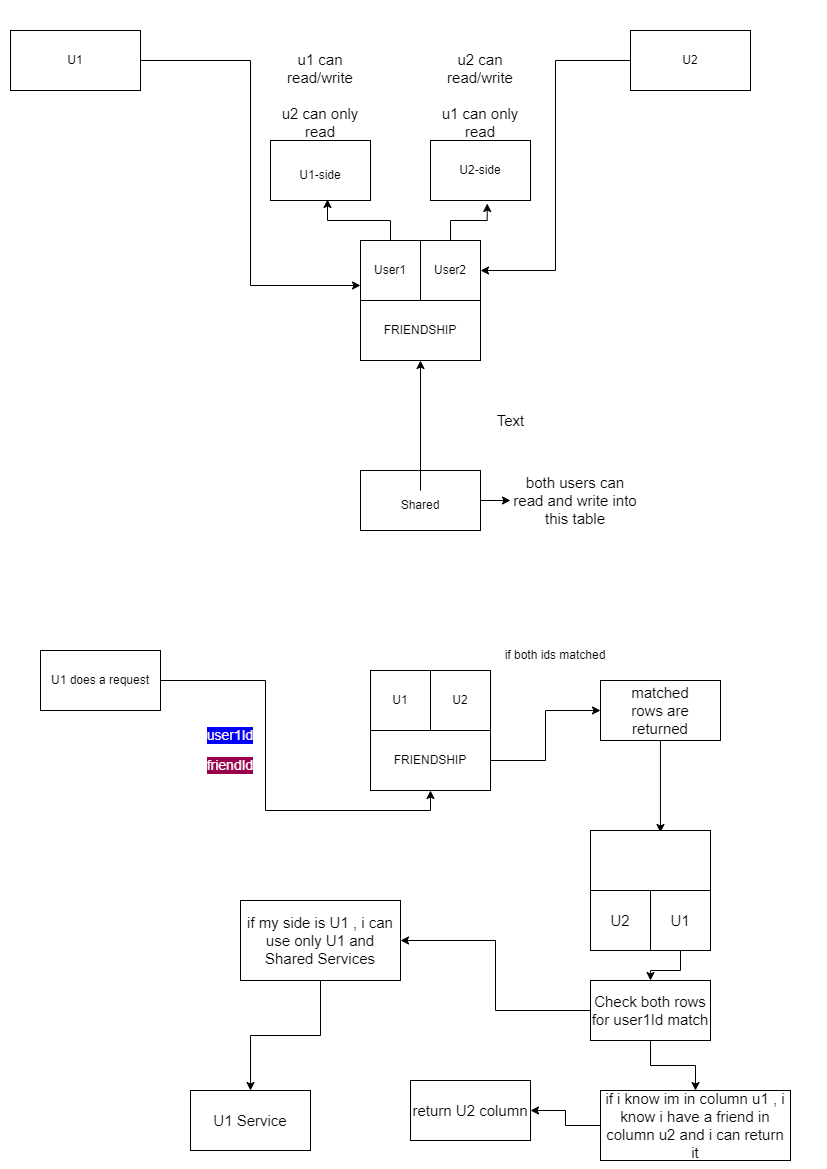 U1
u1 can
read/write
u2 can
read/write
U2
u2 can only
read
u1 can only
read
U1-side
U2-side
User1
User2
FRIENDSHIP
Text
Shared
both users can
read and write into
this table
if both ids matched
U1 does a request
U1
U2
matched
rows are
returned
user1Id
friendId
FRIENDSHIP
if my side is U1 , i can
use only U1 and
Shared Services
U2
U1
Check both rows
for user1Id match
U1 Service
return U2 column
if i know im in column u1 , i
know i have a friend in
column u2 and i can return
it